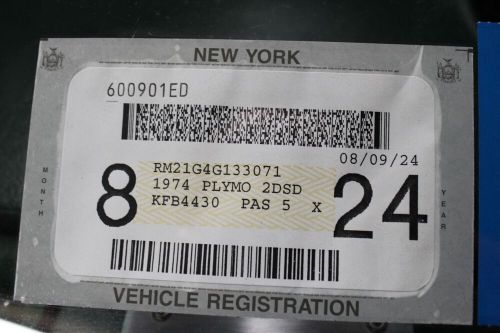 NEW YORK
600901ED
08/09/24
RM21G4G133071
1974 PLYMO 2DSD
KFB4430 PAS 5 X
MONTH
8
24
YEAR
VEHICLE REGISTRATION